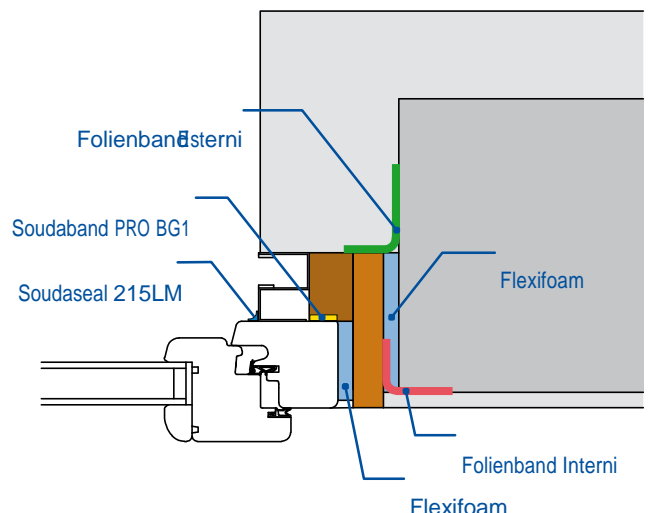 Folienband Esterni
Soudaband PRO BG1
Soudaseal 215LM
Flexifoam
Folienband Interni
Flexifoam